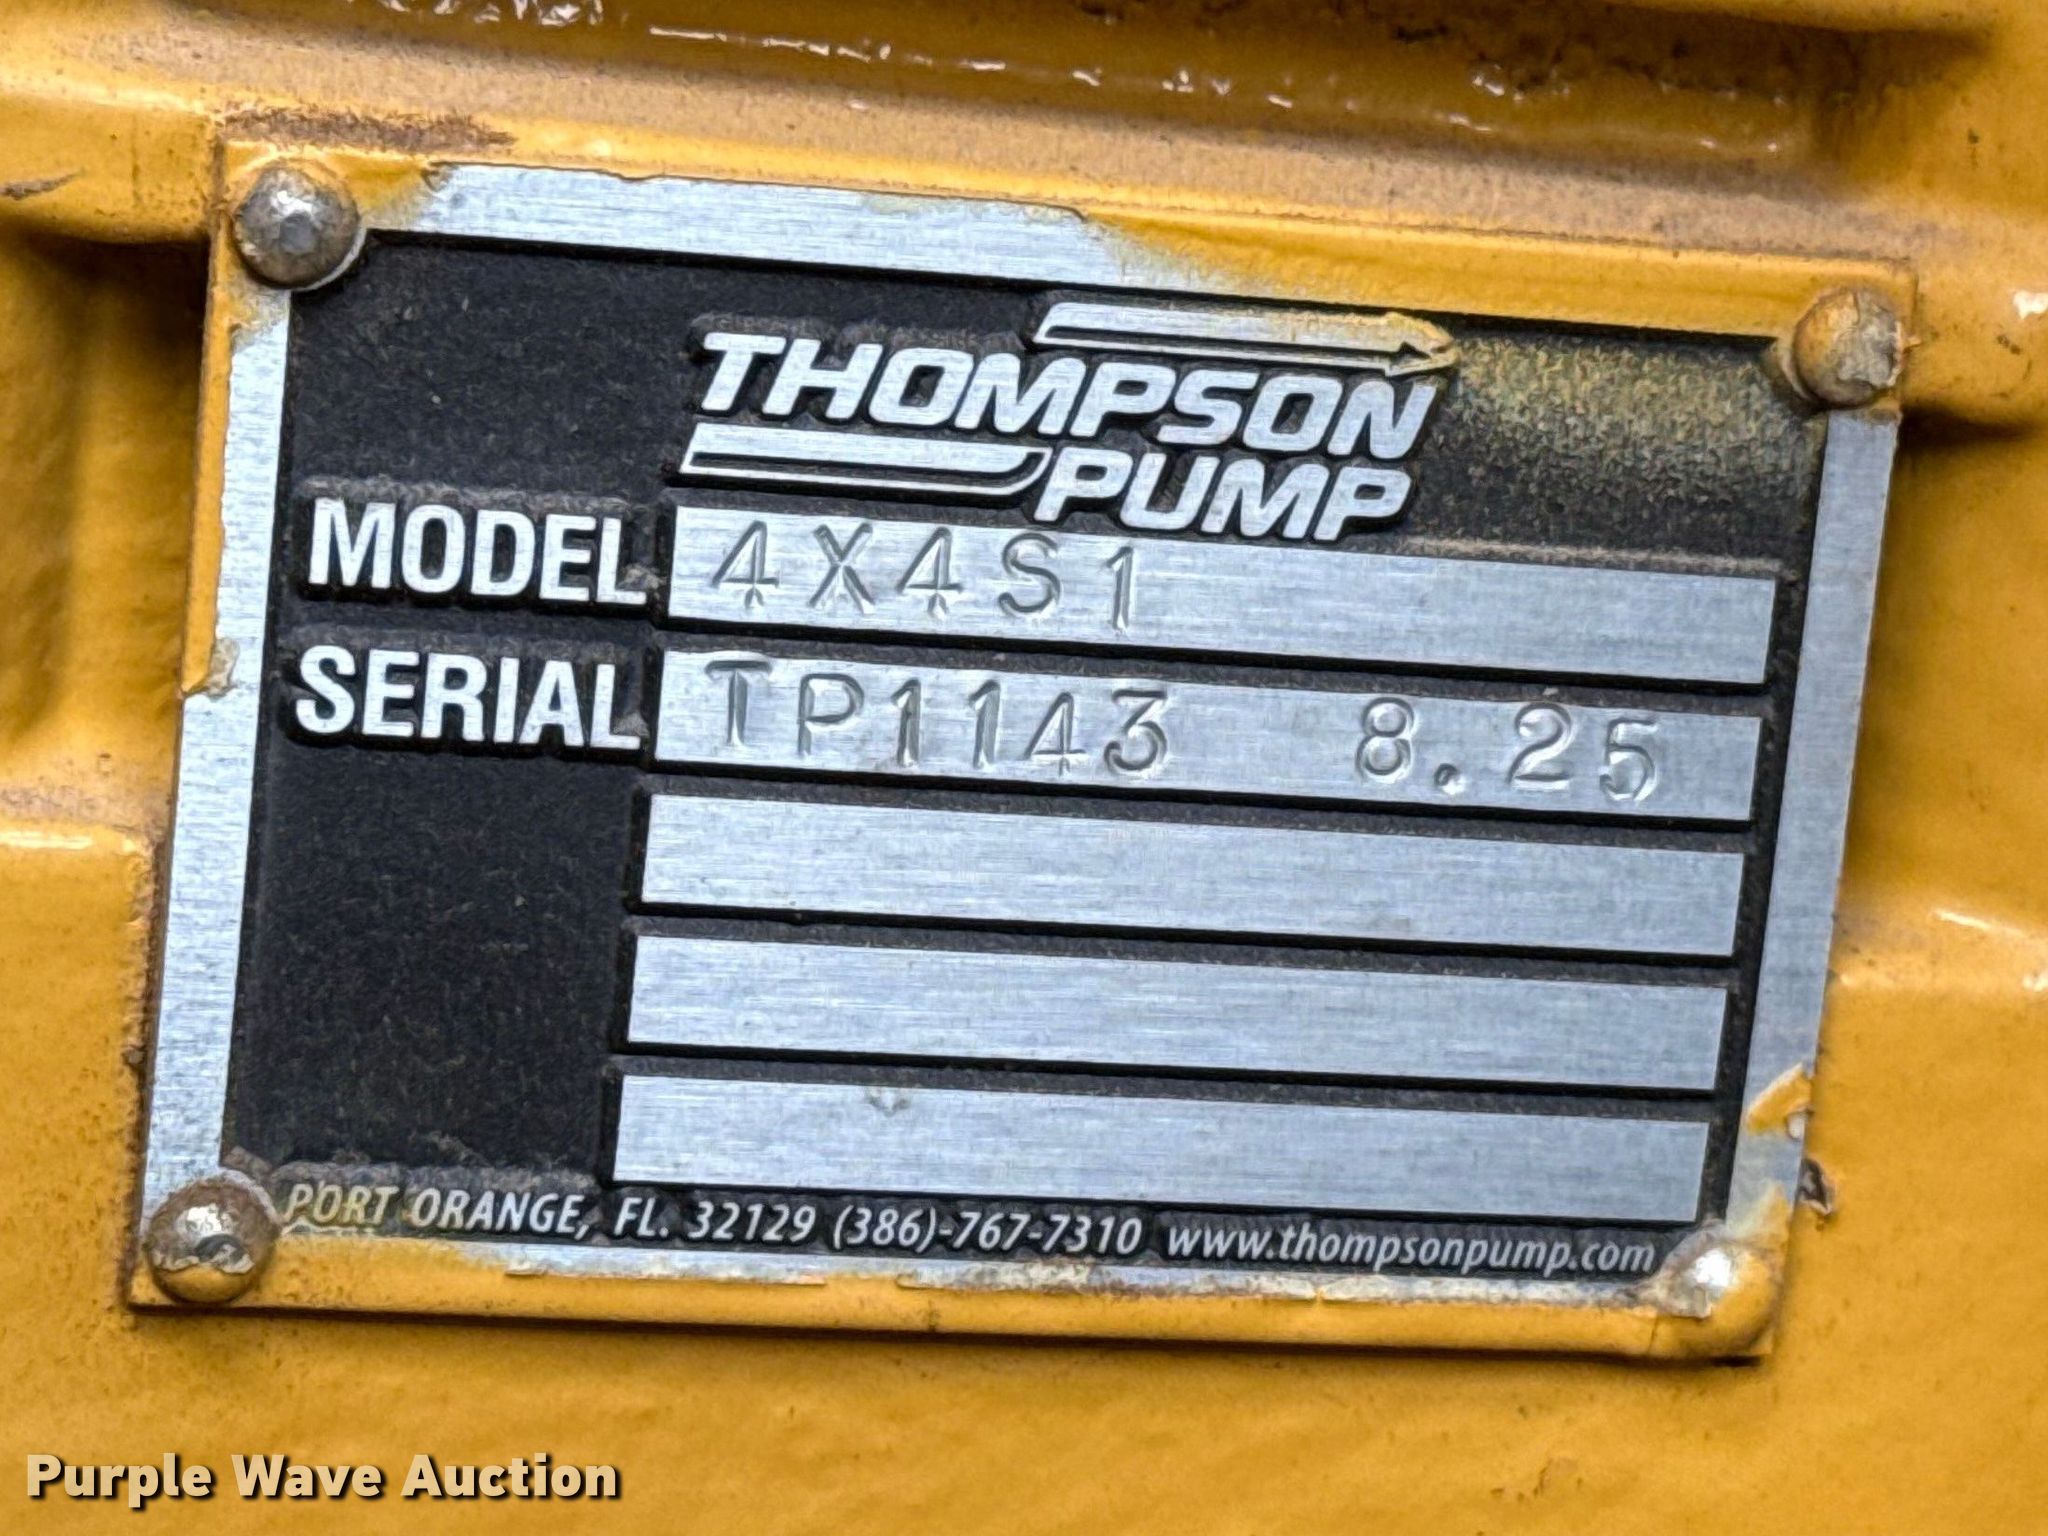 THOMPSON
PUMP
MODEL 4X4S1
SERIAL TP1143 8.25
PORT ORANGE, FL. 32129 (386)-767-7310 www.thompsonpump.com
Purple Wave Auction